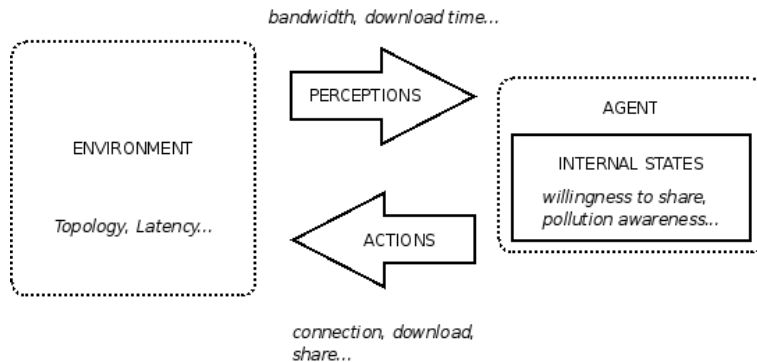 bandwidth, download time...
PERCEPTIONS
AGENT
ENVIRONMENT
INTERNAL STATES
willingness to share,
pollution awareness...
Topology, Latency...
ACTIONS
connection, download,
share...